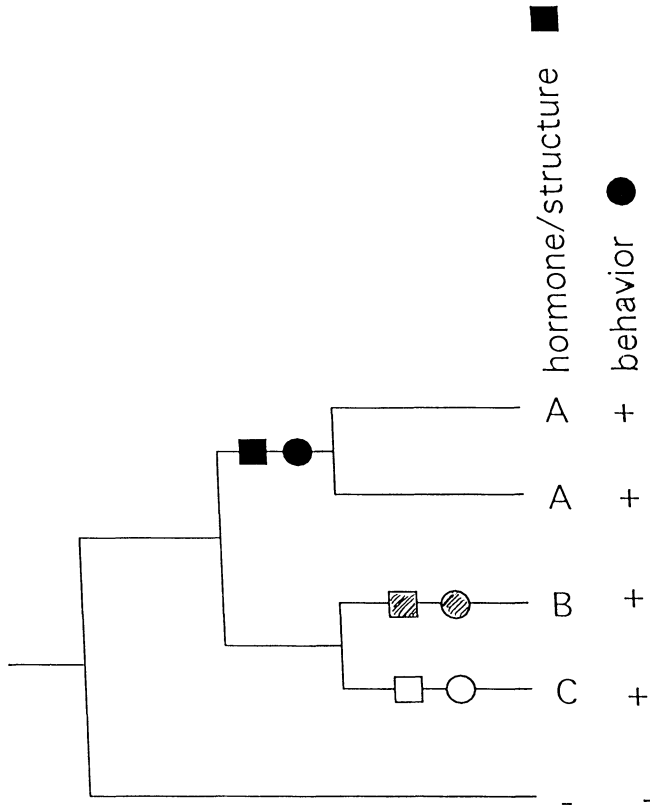 hormone/structure
behavior
A +
A +
B +
C +
- -